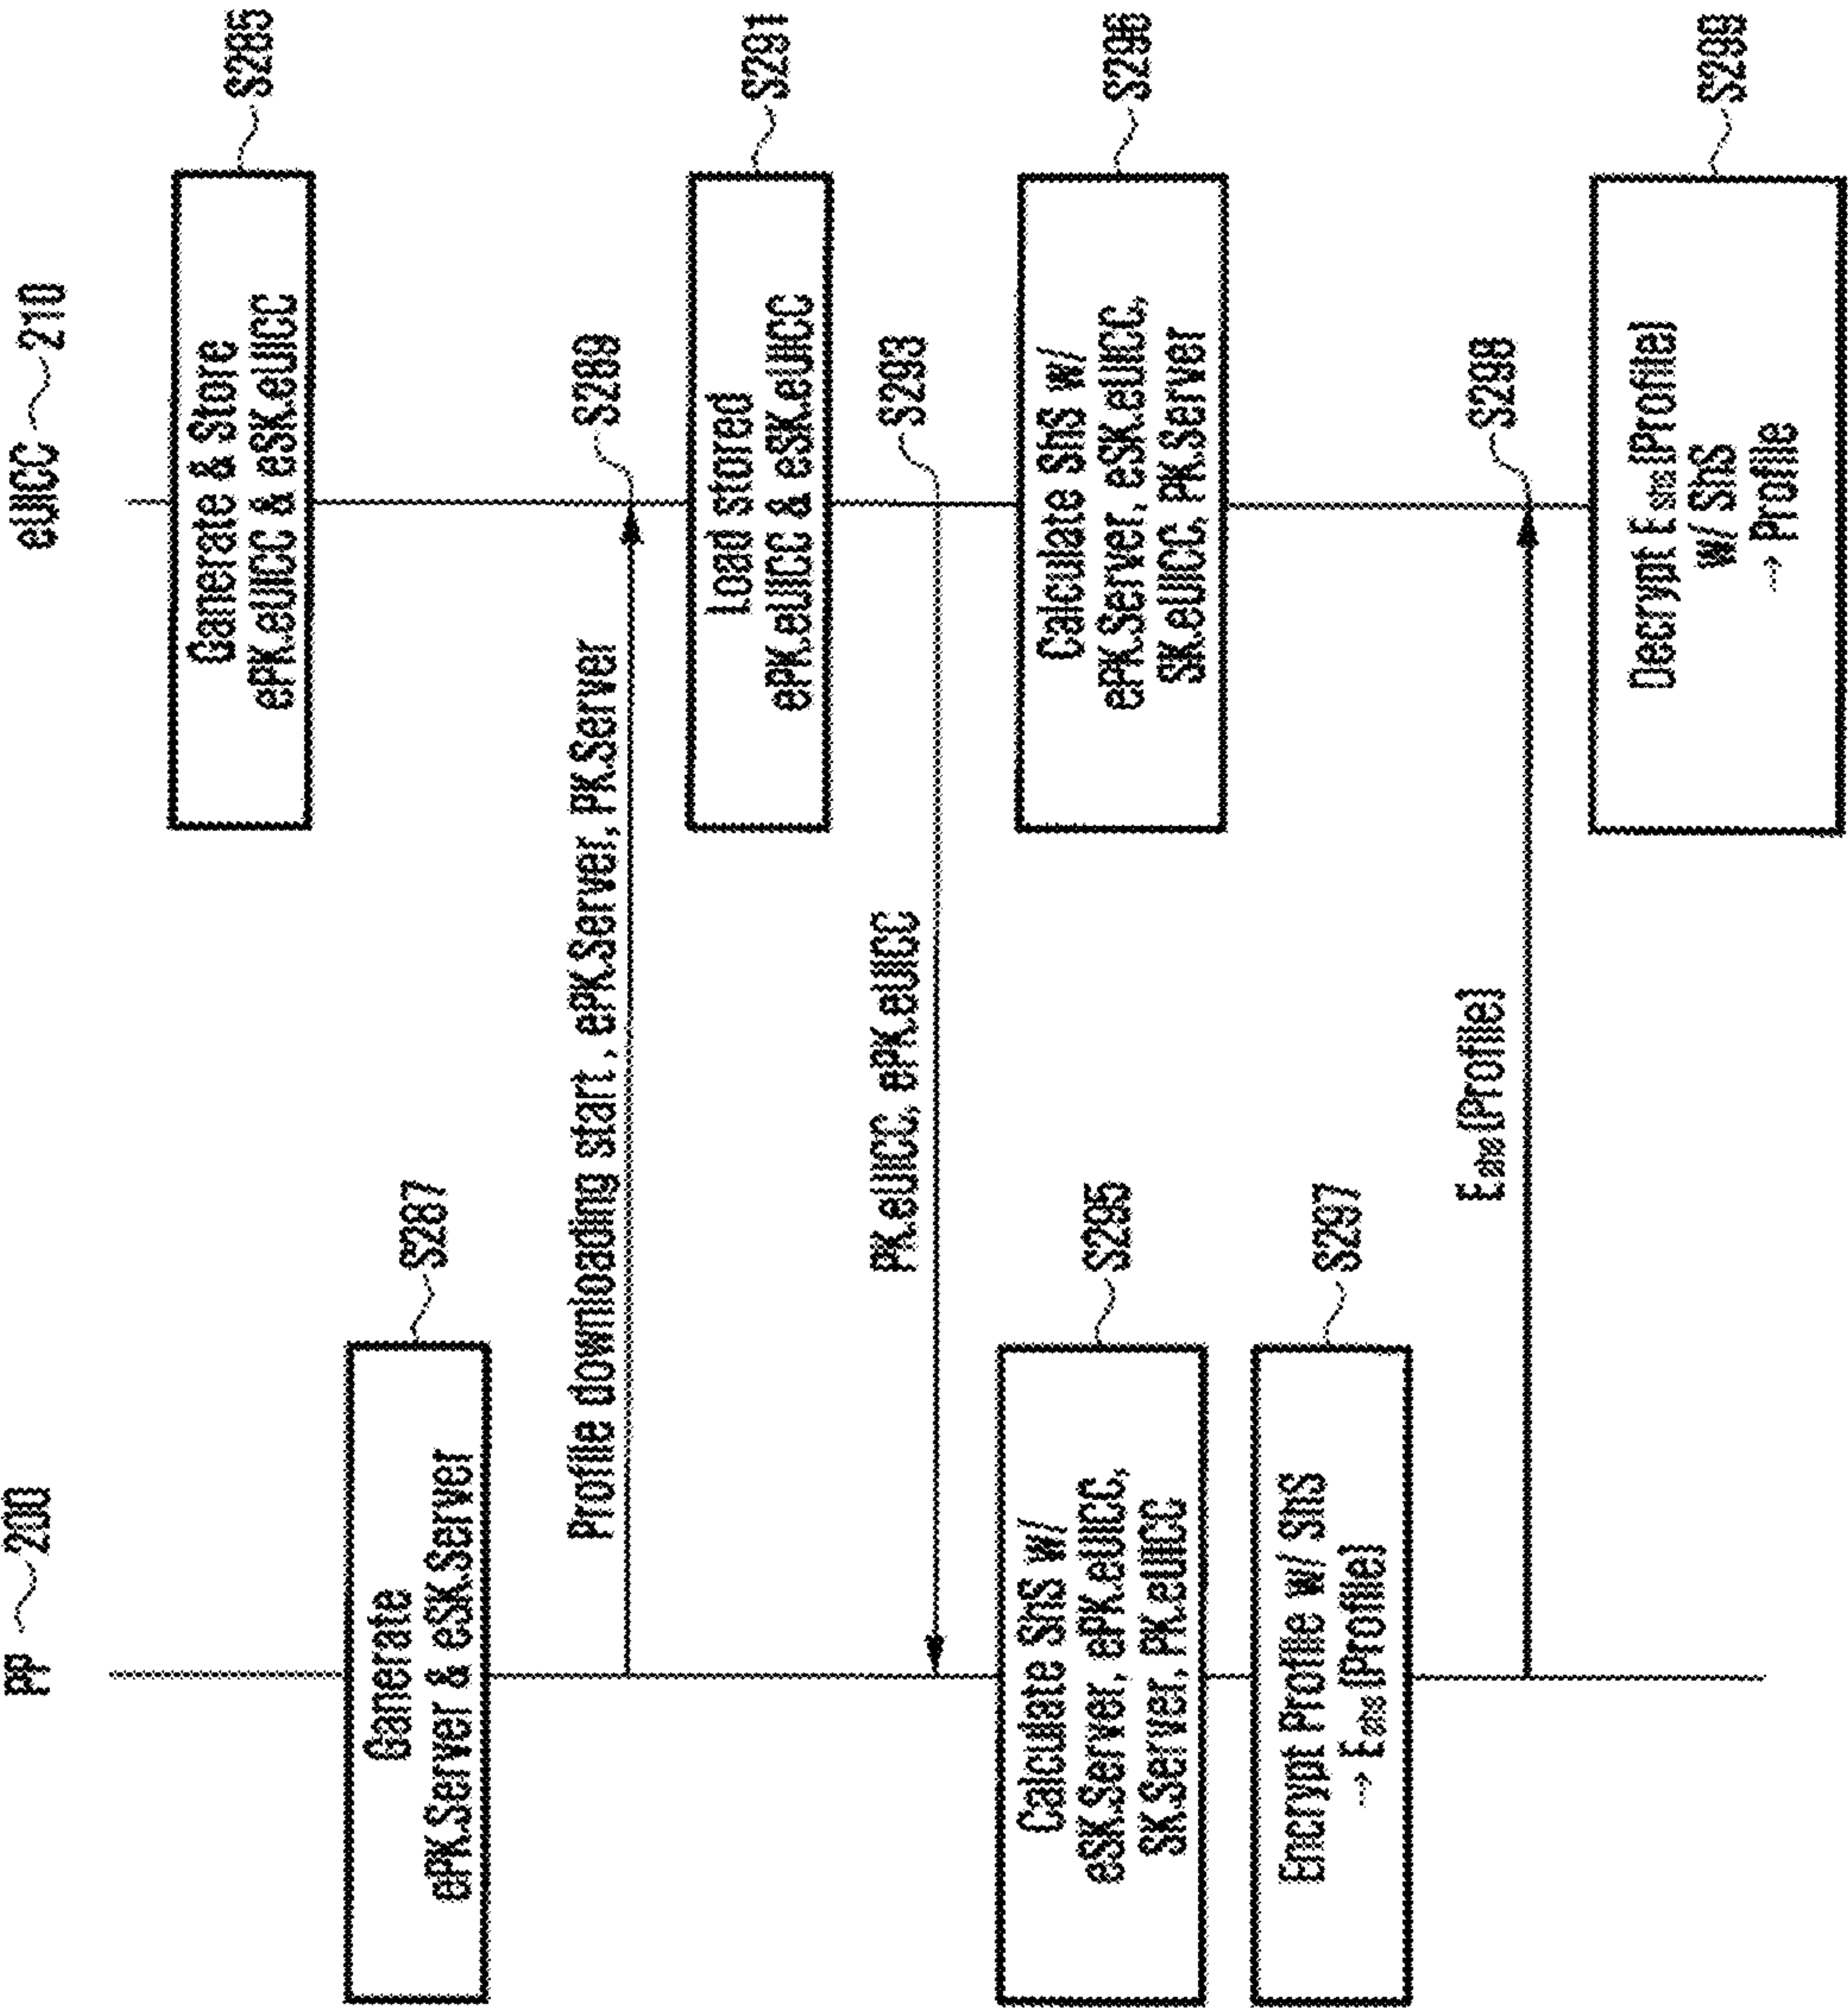 PP 200
eUICC 210
Generate & Store
ePK.eUICC & eSK.eUICC
S285
Generate
ePK.Server & eSK.Server
S287
Profile downloading start , ePK.Server, PK.Server
S289
Load stored
ePK.eUICC & eSK.eUICC
S291
PK.eUICC, ePK.eUICC
S293
Calculate ShS w/
eSK.Server, ePK.eUICC,
SK.Server, PK.eUICC
S295
Calculate ShS w/
ePK.Server, eSK.eUICC,
SK.eUICC, PK.Server
S296
Encrypt Profile w/ ShS
→ Eshs[Profile]
S297
Eshs[Profile]
S298
Decrypt Eshs[Profile]
w/ ShS
→ Profile
S299